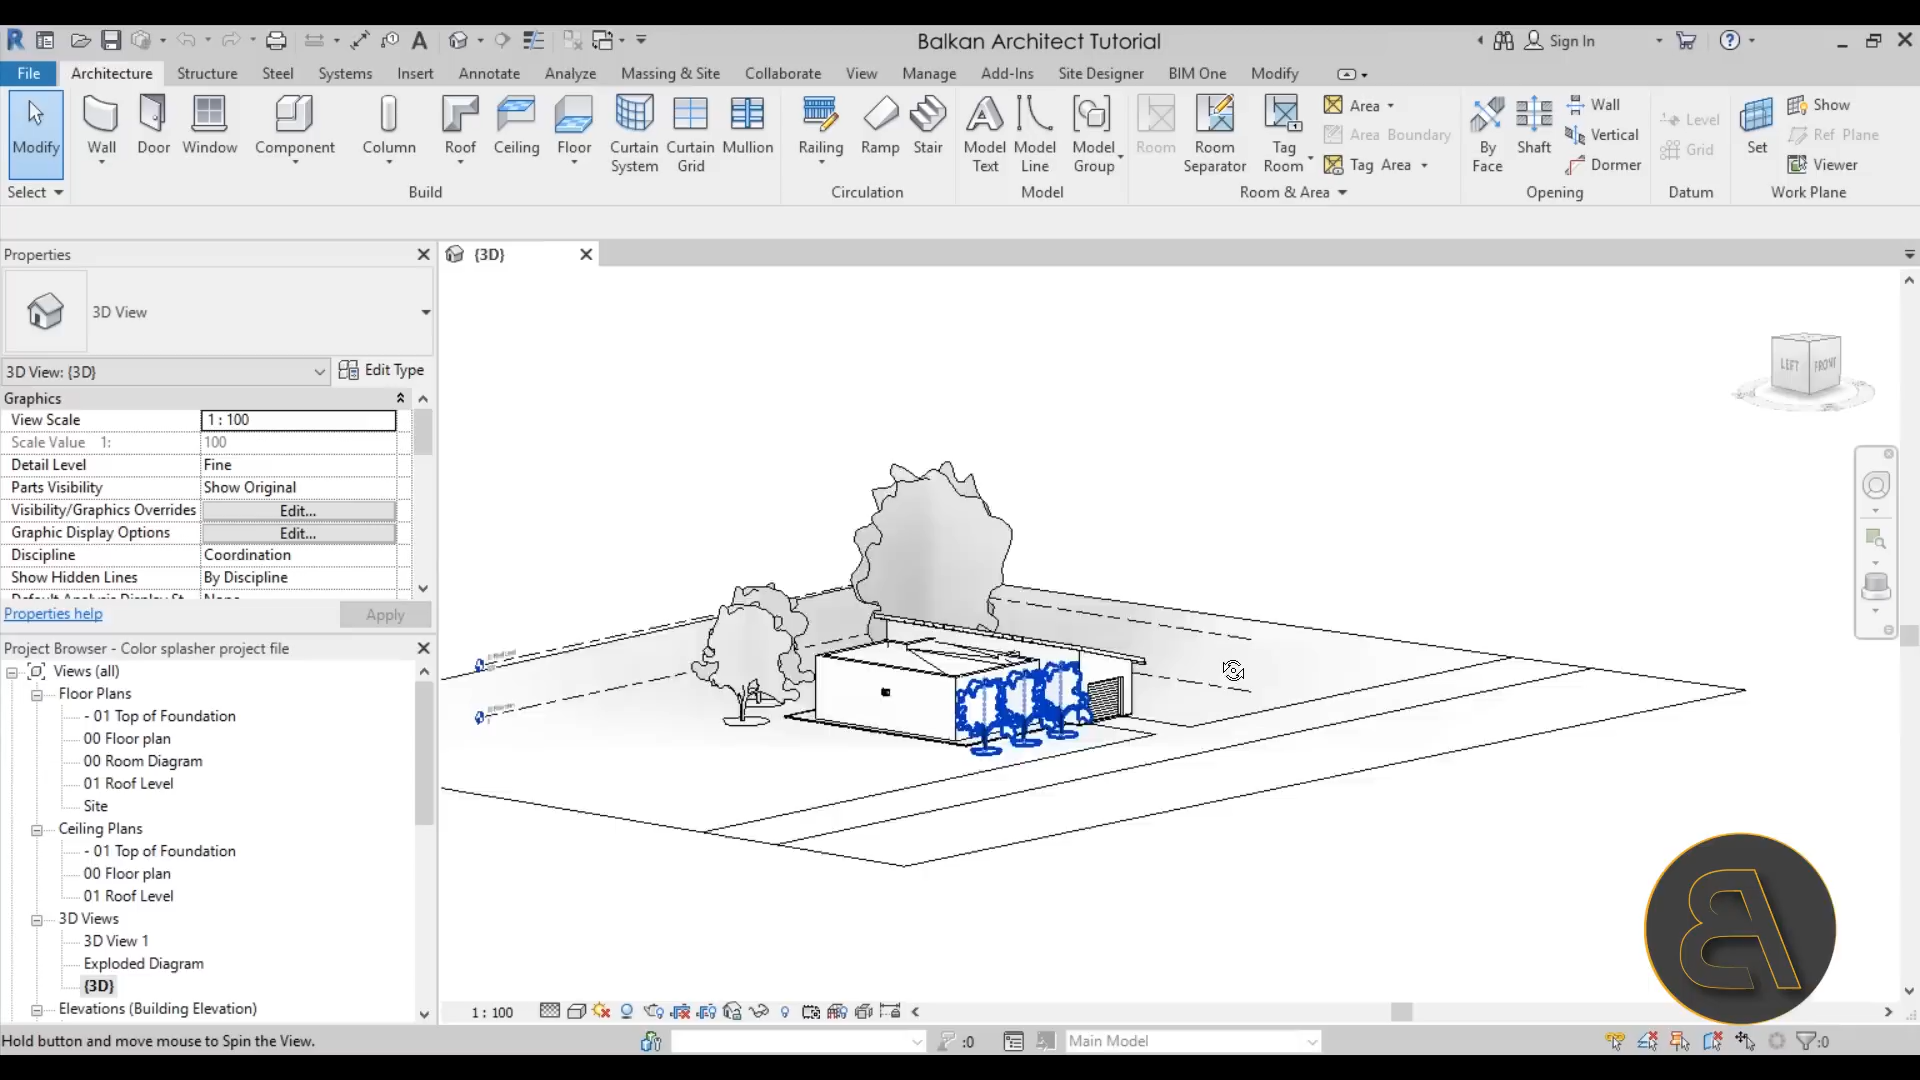 Balkan Architect Tutorial
Sign In
File Architecture Structure Steel Systems Insert Annotate Analyze Massing & Site Collaborate View Manage Add-Ins Site Designer BIM One Modify
Modify Wall Door Window Component Column Roof Ceiling Floor Curtain System Curtain Grid Mullion Railing Ramp Stair Model Text Model Line Model Group Room Room Separator Tag Room
Area
Area Boundary
Tag Area
By Face Shaft
Wall
Vertical
Dormer
Level
Grid
Set
Show
Ref Plane
Viewer
Select Build Circulation Model Room & Area Opening Datum Work Plane
Properties
{3D}
3D View
3D View: {3D} Edit Type
Graphics
View Scale 1 : 100
Scale Value 1: 100
Detail Level Fine
Parts Visibility Show Original
Visibility/Graphics Overrides Edit...
Graphic Display Options Edit...
Discipline Coordination
Show Hidden Lines By Discipline
Properties help Apply
Project Browser - Color splasher project file
Views (all)
Floor Plans
- 01 Top of Foundation
00 Floor plan
00 Room Diagram
01 Roof Level
Site
Ceiling Plans
- 01 Top of Foundation
00 Floor plan
01 Roof Level
3D Views
3D View 1
Exploded Diagram
{3D}
Elevations (Building Elevation)
LEFT FRONT
1 : 100
Hold button and move mouse to Spin the View.
:0
Main Model
:0